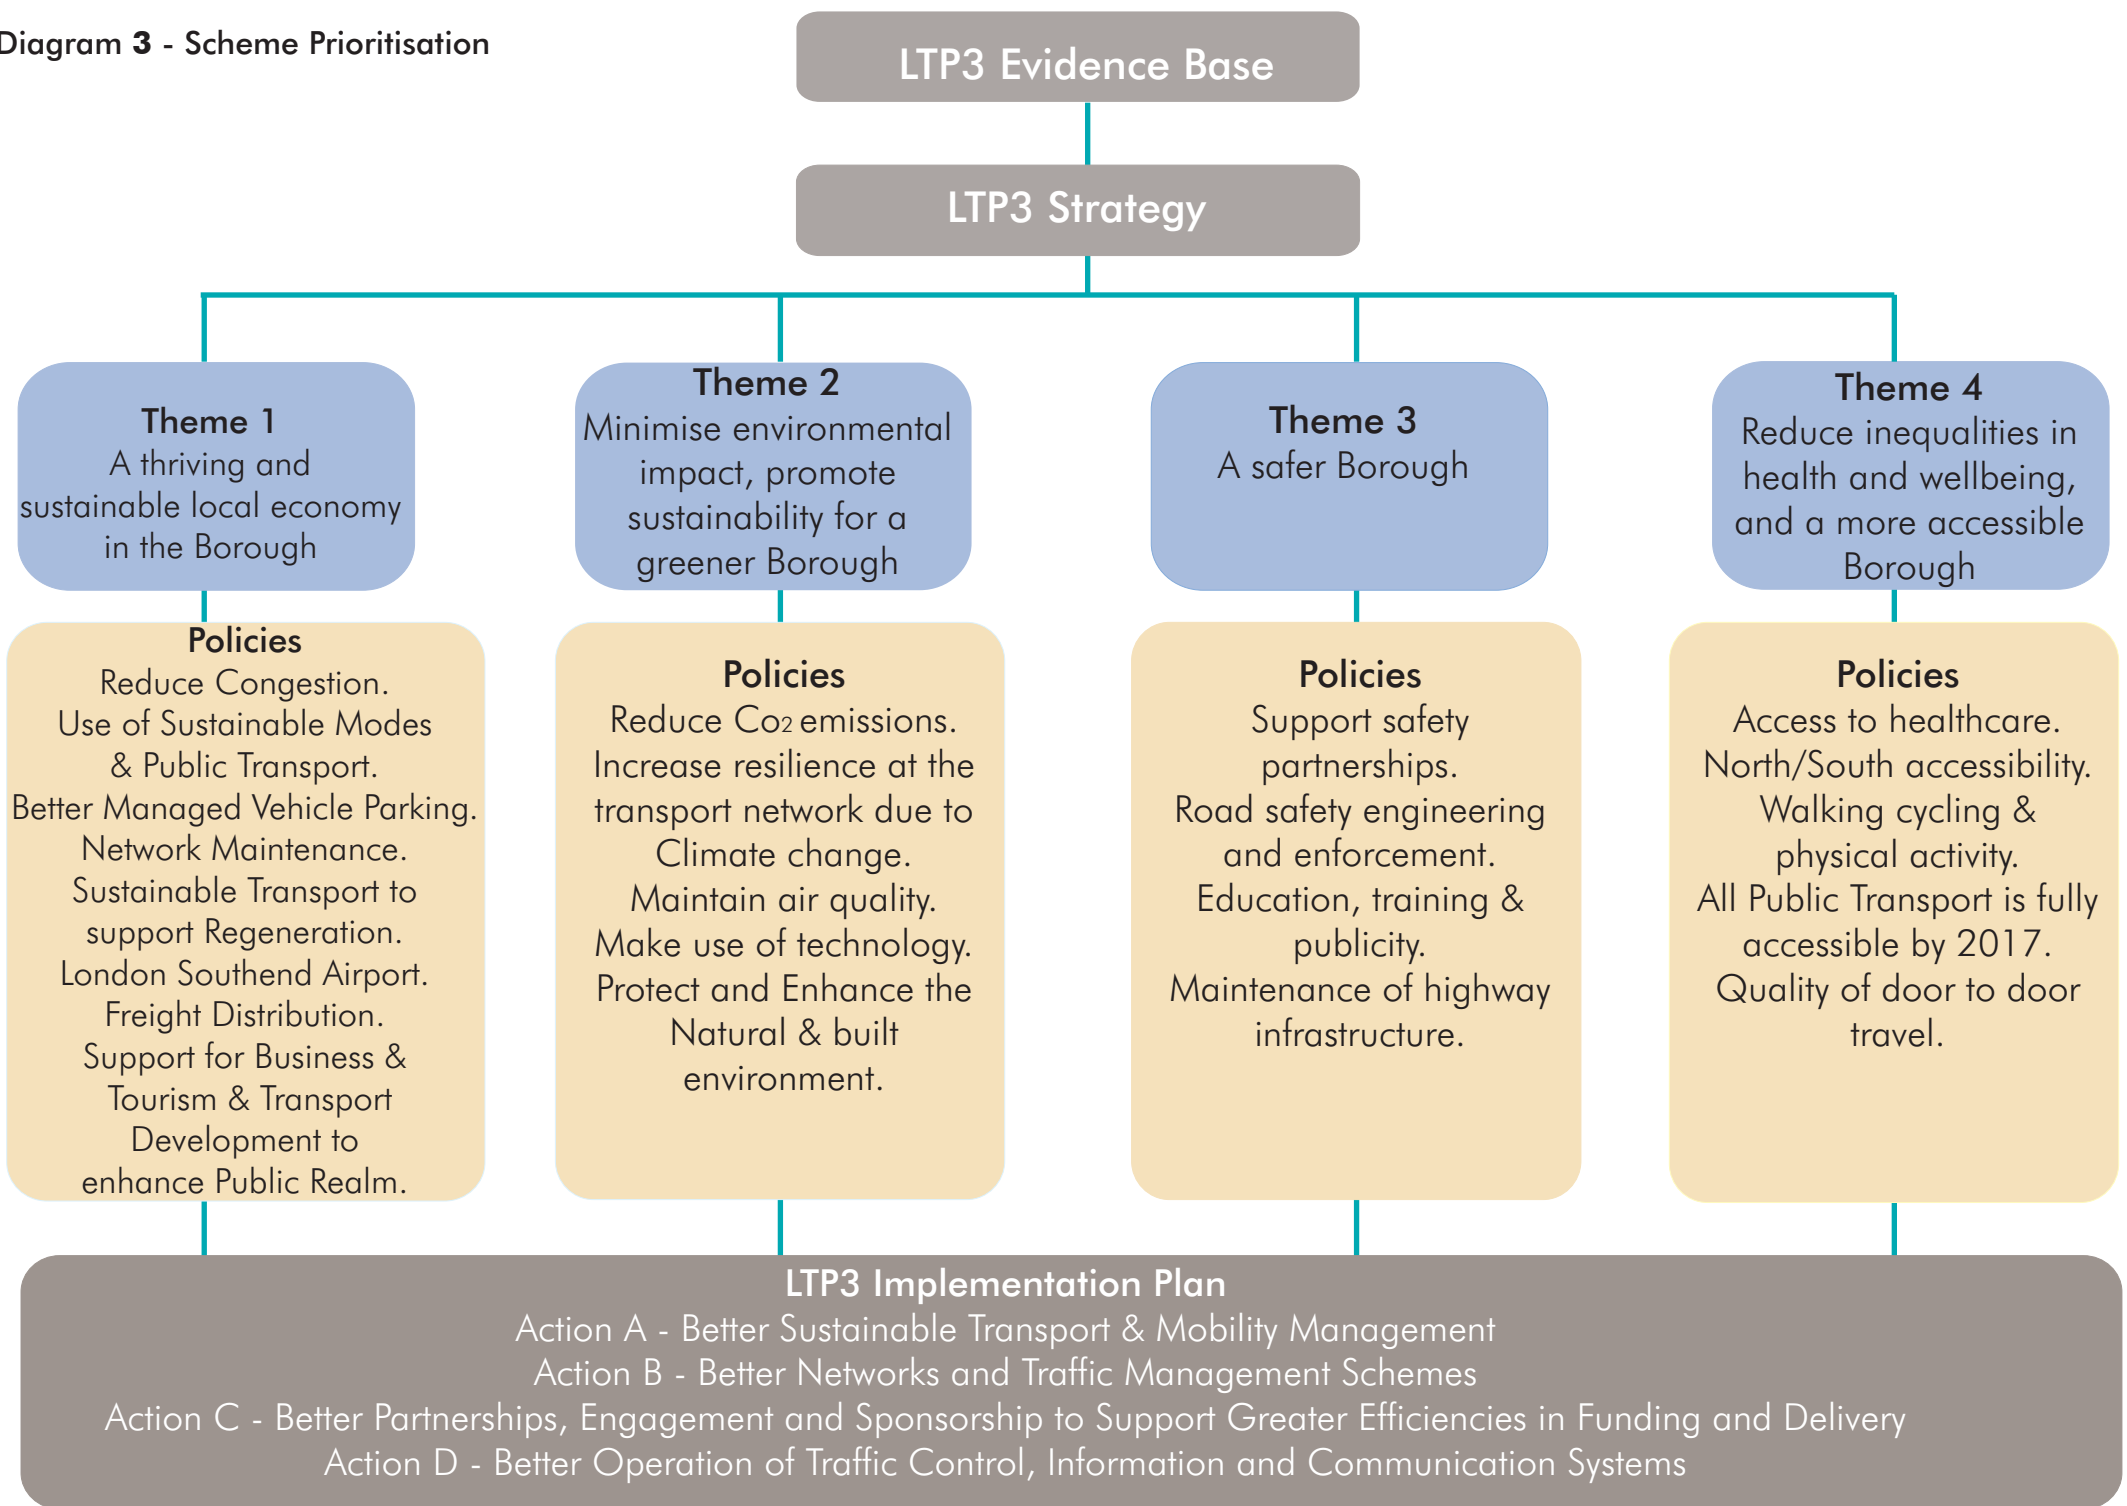 Diagram 3 - Scheme Prioritisation
LTP3 Evidence Base
LTP3 Strategy
Theme 1
A thriving and
sustainable local economy
in the Borough
Theme 2
Minimise environmental
impact, promote
sustainability for a
greener Borough
Theme 3
A safer Borough
Theme 4
Reduce inequalities in
health and wellbeing,
and a more accessible
Borough
Policies
Reduce Congestion.
Use of Sustainable Modes
& Public Transport.
Better Managed Vehicle Parking.
Network Maintenance.
Sustainable Transport to
support Regeneration.
London Southend Airport.
Freight Distribution.
Support for Business &
Tourism & Transport
Development to
enhance Public Realm.
Policies
Reduce Co2 emissions.
Increase resilience at the
transport network due to
Climate change.
Maintain air quality.
Make use of technology.
Protect and Enhance the
Natural & built
environment.
Policies
Support safety
partnerships.
Road safety engineering
and enforcement.
Education, training &
publicity.
Maintenance of highway
infrastructure.
Policies
Access to healthcare.
North/South accessibility.
Walking cycling &
physical activity.
All Public Transport is fully
accessible by 2017.
Quality of door to door
travel.
LTP3 Implementation Plan
Action A - Better Sustainable Transport & Mobility Management
Action B - Better Networks and Traffic Management Schemes
Action C - Better Partnerships, Engagement and Sponsorship to Support Greater Efficiencies in Funding and Delivery
Action D - Better Operation of Traffic Control, Information and Communication Systems